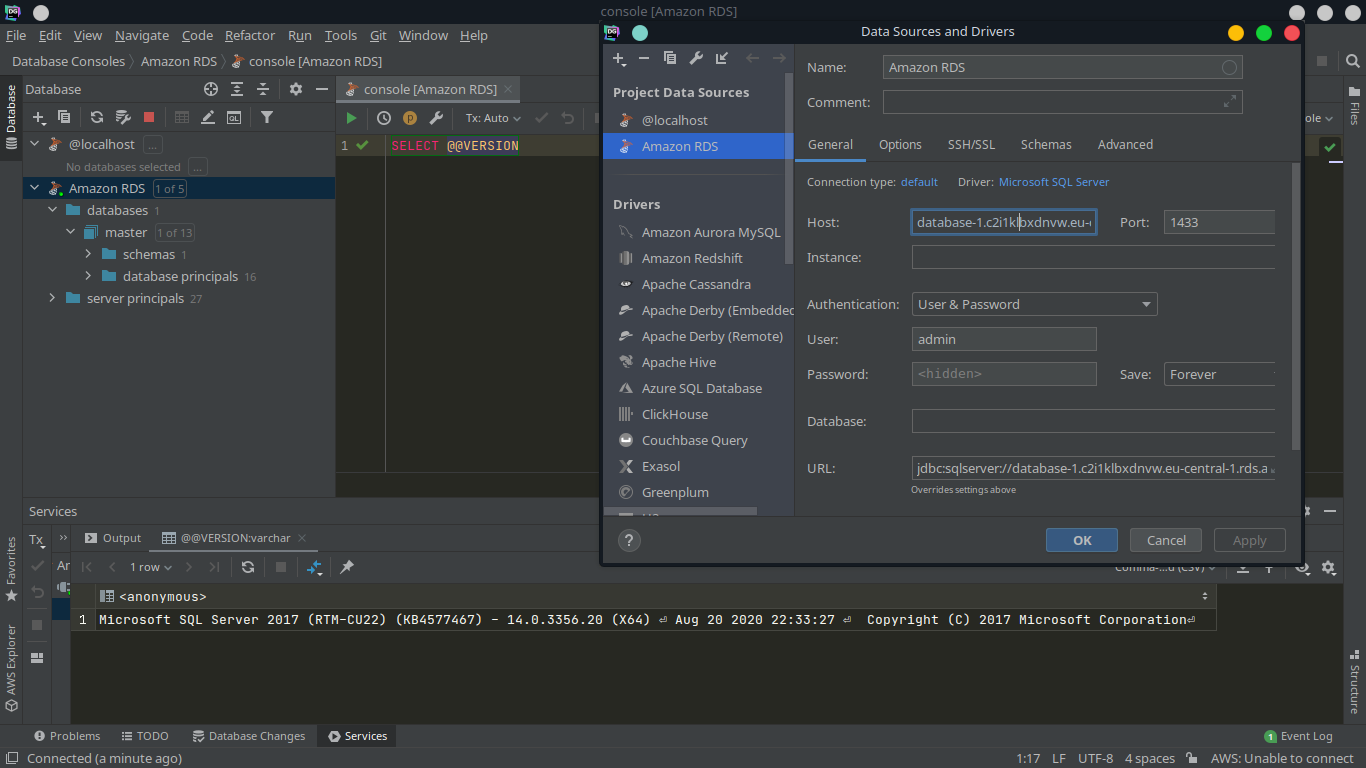 console [Amazon RDS]
File Edit View Navigate Code Refactor Run Tools Git Window Help
Database Consoles Amazon RDS console [Amazon RDS]
Database
console [Amazon RDS]
Tx: Auto
@localhost ...
No databases selected ...
Amazon RDS 1 of 5
databases 1
master 1 of 13
schemas 1
database principals 16
server principals 27
1 SELECT @@VERSION
Data Sources and Drivers
Project Data Sources
@localhost
Amazon RDS
Drivers
Amazon Aurora MySQL
Amazon Redshift
Apache Cassandra
Apache Derby (Embedded
Apache Derby (Remote)
Apache Hive
Azure SQL Database
ClickHouse
Couchbase Query
Exasol
Greenplum
Name: Amazon RDS
Comment:
General Options SSH/SSL Schemas Advanced
Connection type: default Driver: Microsoft SQL Server
Host: database-1.c2i1klbxdnvw.eu- Port: 1433
Instance:
Authentication: User & Password
User: admin
Password: <hidden> Save: Forever
Database:
URL: jdbc:sqlserver://database-1.c2i1klbxdnvw.eu-central-1.rds.a
Overrides settings above
? OK Cancel Apply
Files
Structure
Database
Favorites
AWS Explorer
Services
Tx
Output @@VERSION:varchar
1 row
<anonymous>
1 Microsoft SQL Server 2017 (RTM-CU22) (KB4577467) - 14.0.3356.20 (X64) ⏎ Aug 20 2020 22:33:27 ⏎ Copyright (C) 2017 Microsoft Corporation⏎
Problems TODO Database Changes Services 1 Event Log
Connected (a minute ago) 1:17 LF UTF-8 4 spaces AWS: Unable to connect